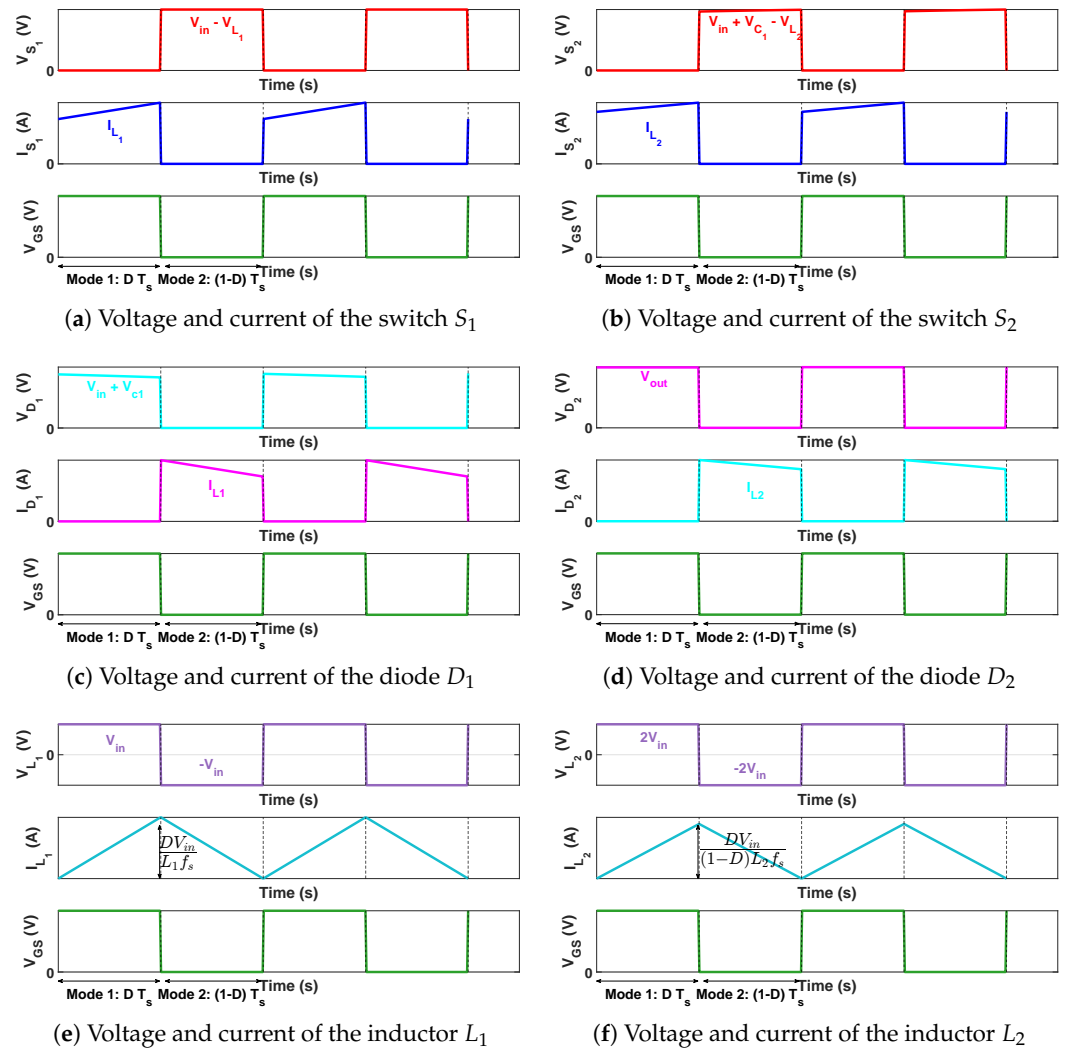 V_S1 (V)
0
V_in - V_L1
Time (s)
I_S1 (A)
0
I_L1
Time (s)
V_GS (V)
0
Time (s)
Mode 1: D T_s Mode 2: (1-D) T_s
(a) Voltage and current of the switch S_1
V_S2 (V)
0
V_in + V_C1 - V_L2
Time (s)
I_S2 (A)
0
I_L2
Time (s)
V_GS (V)
0
Time (s)
Mode 1: D T_s Mode 2: (1-D) T_s
(b) Voltage and current of the switch S_2
V_D1 (V)
0
V_in + V_c1
Time (s)
I_D1 (A)
0
I_L1
Time (s)
V_GS (V)
0
Time (s)
Mode 1: D T_s Mode 2: (1-D) T_s
(c) Voltage and current of the diode D_1
V_D2 (V)
0
V_out
Time (s)
I_D2 (A)
0
I_L2
Time (s)
V_GS (V)
0
Time (s)
Mode 1: D T_s Mode 2: (1-D) T_s
(d) Voltage and current of the diode D_2
V_L1 (V)
0
V_in
-V_in
Time (s)
I_L1 (A)
0
DV_in
L_1 f_s
Time (s)
V_GS (V)
0
Time (s)
Mode 1: D T_s Mode 2: (1-D) T_s
(e) Voltage and current of the inductor L_1
V_L2 (V)
0
2V_in
-2V_in
Time (s)
I_L2 (A)
0
DV_in
(1−D)L_2 f_s
Time (s)
V_GS (V)
0
Time (s)
Mode 1: D T_s Mode 2: (1-D) T_s
(f) Voltage and current of the inductor L_2